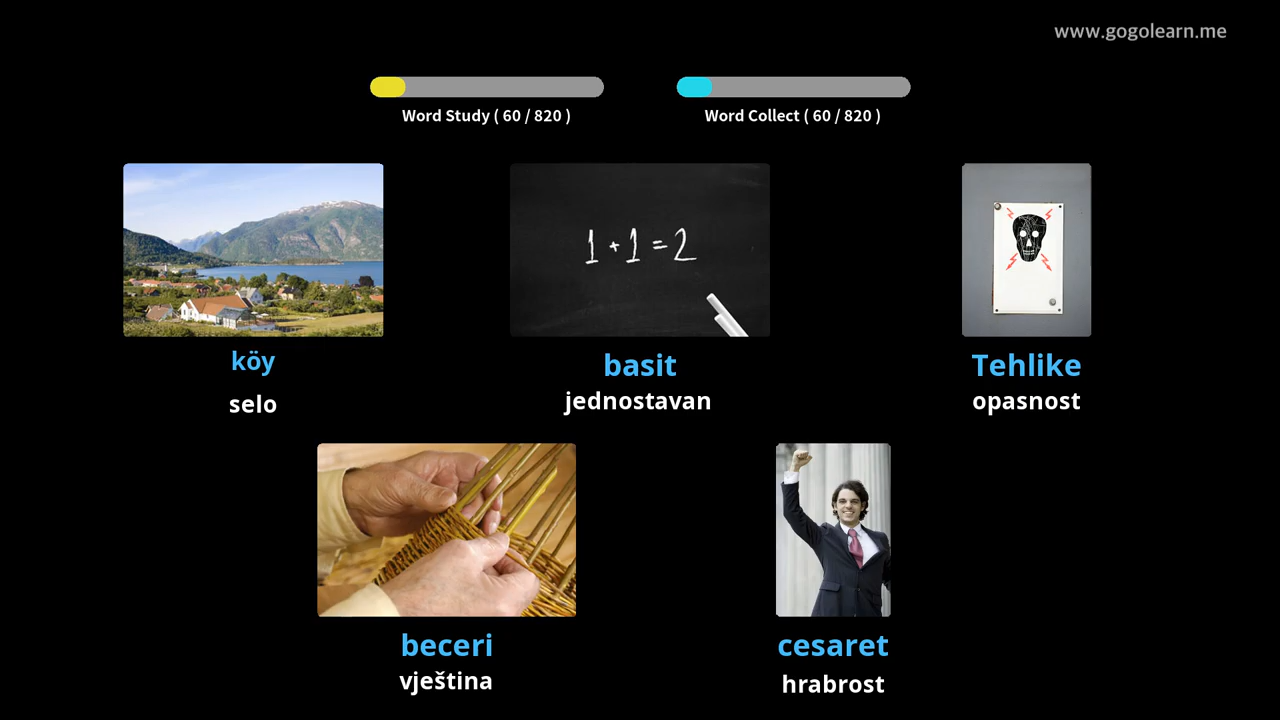 www.gogolearn.me
Word Study ( 60 / 820 )
Word Collect ( 60 / 820 )
1 + 1 = 2
köy
selo
basit
jednostavan
Tehlike
opasnost
beceri
vještina
cesaret
hrabrost